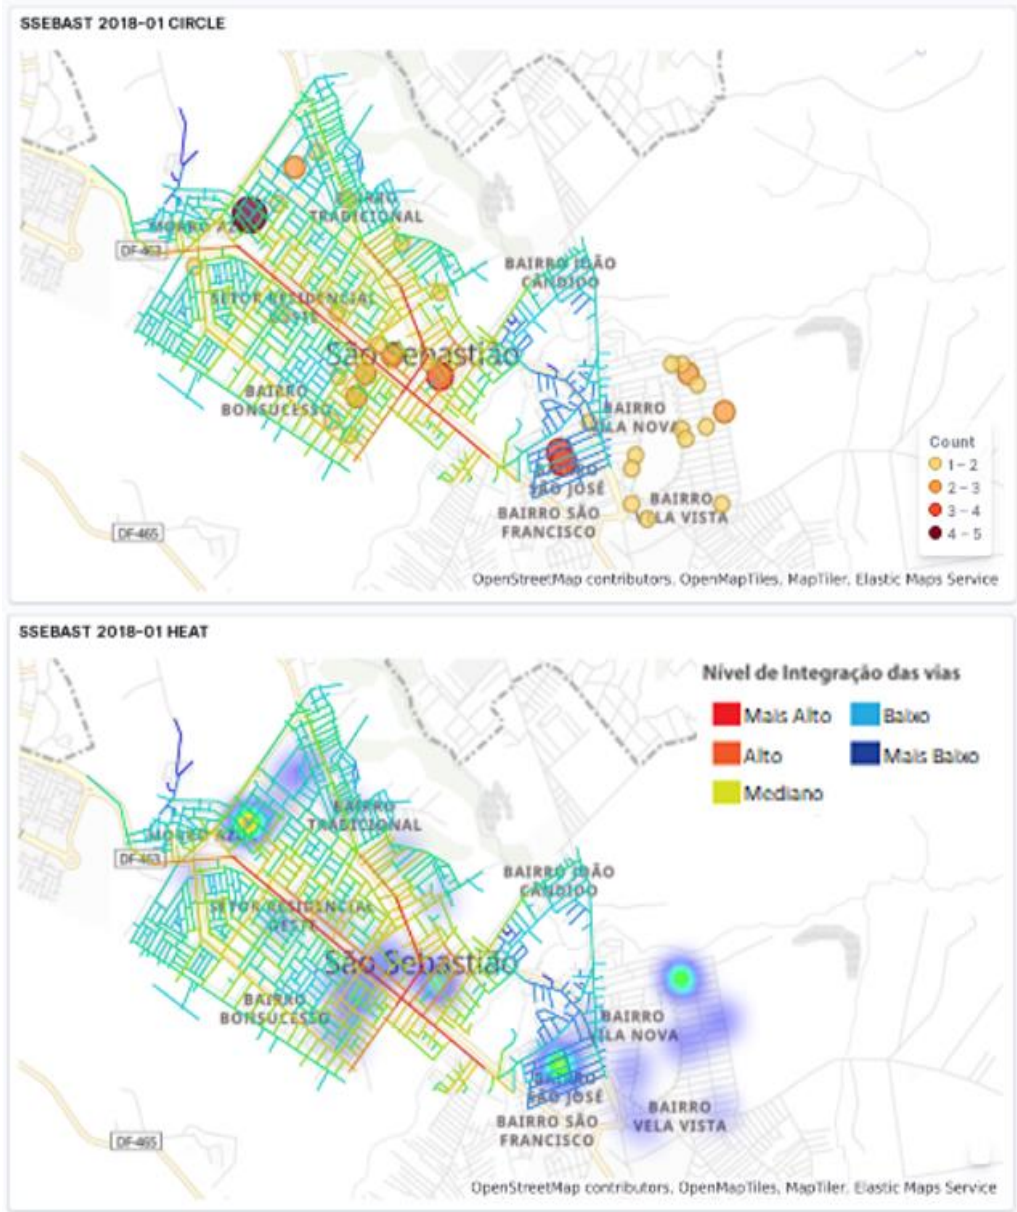 SSEBAST 2018-01 CIRCLE
BAIRRO
TRADICIONAL
MORRO AZ
DF-463
BAIRRO JOÃO
CÂNDIDO
SETOR RESIDENCIAL
OESTE
São Sebastião
BAIRRO
BONSUCESSO
BAIRRO
VILA NOVA
Count
1 - 2
2 - 3
3 - 4
4 - 5
BAIRRO
SÃO JOSÉ
BAIRRO SÃO
FRANCISCO
BAIRRO
VELA VISTA
DF-465
OpenStreetMap contributors, OpenMapTiles, MapTiler, Elastic Maps Service
SSEBAST 2018-01 HEAT
Nível de Integração das vias
Mais Alto
Baixo
Alto
Mais Baixo
Mediano
BAIRRO
TRADICIONAL
MORRO AZ
DF-463
BAIRRO JOÃO
CÂNDIDO
SETOR RESIDENCIAL
OESTE
São Sebastião
BAIRRO
BONSUCESSO
BAIRRO
VILA NOVA
BAIRRO
SÃO JOSÉ
BAIRRO SÃO
FRANCISCO
BAIRRO
VELA VISTA
DF-465
OpenStreetMap contributors, OpenMapTiles, MapTiler, Elastic Maps Service